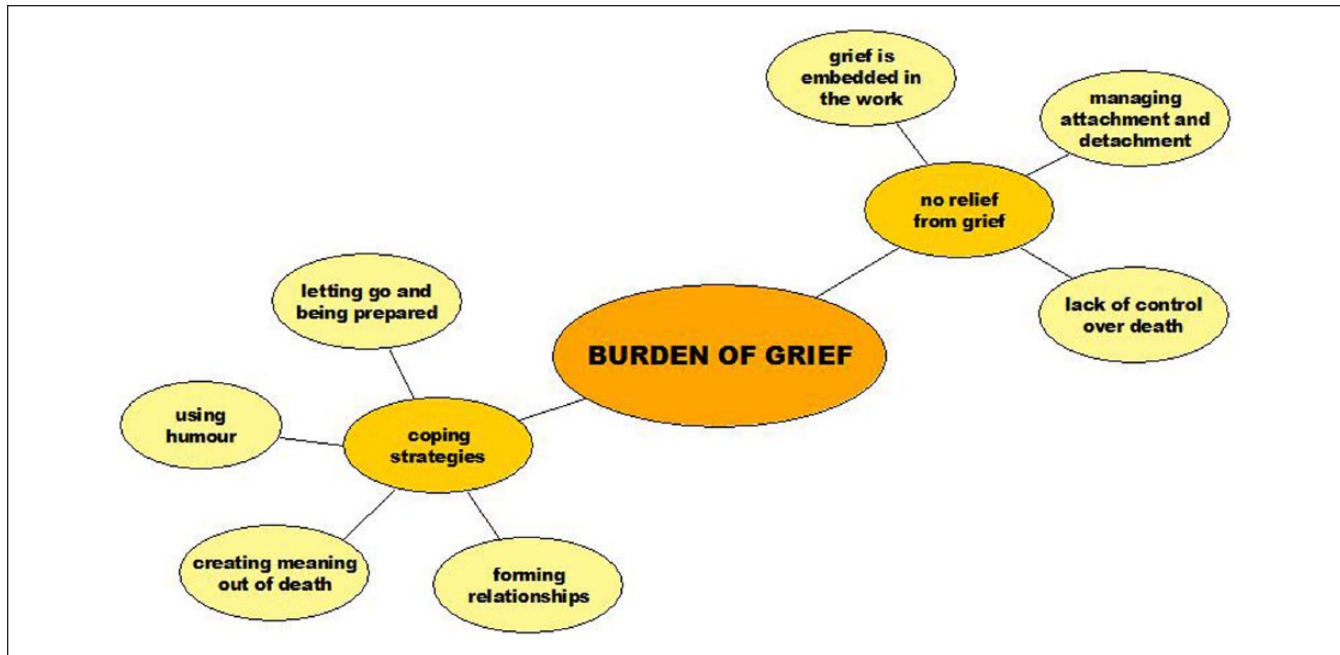 grief is
embedded in
the work
managing
attachment and
detachment
no relief
from grief
lack of control
over death
BURDEN OF GRIEF
letting go and
being prepared
using
humour
coping
strategies
creating meaning
out of death
forming
relationships